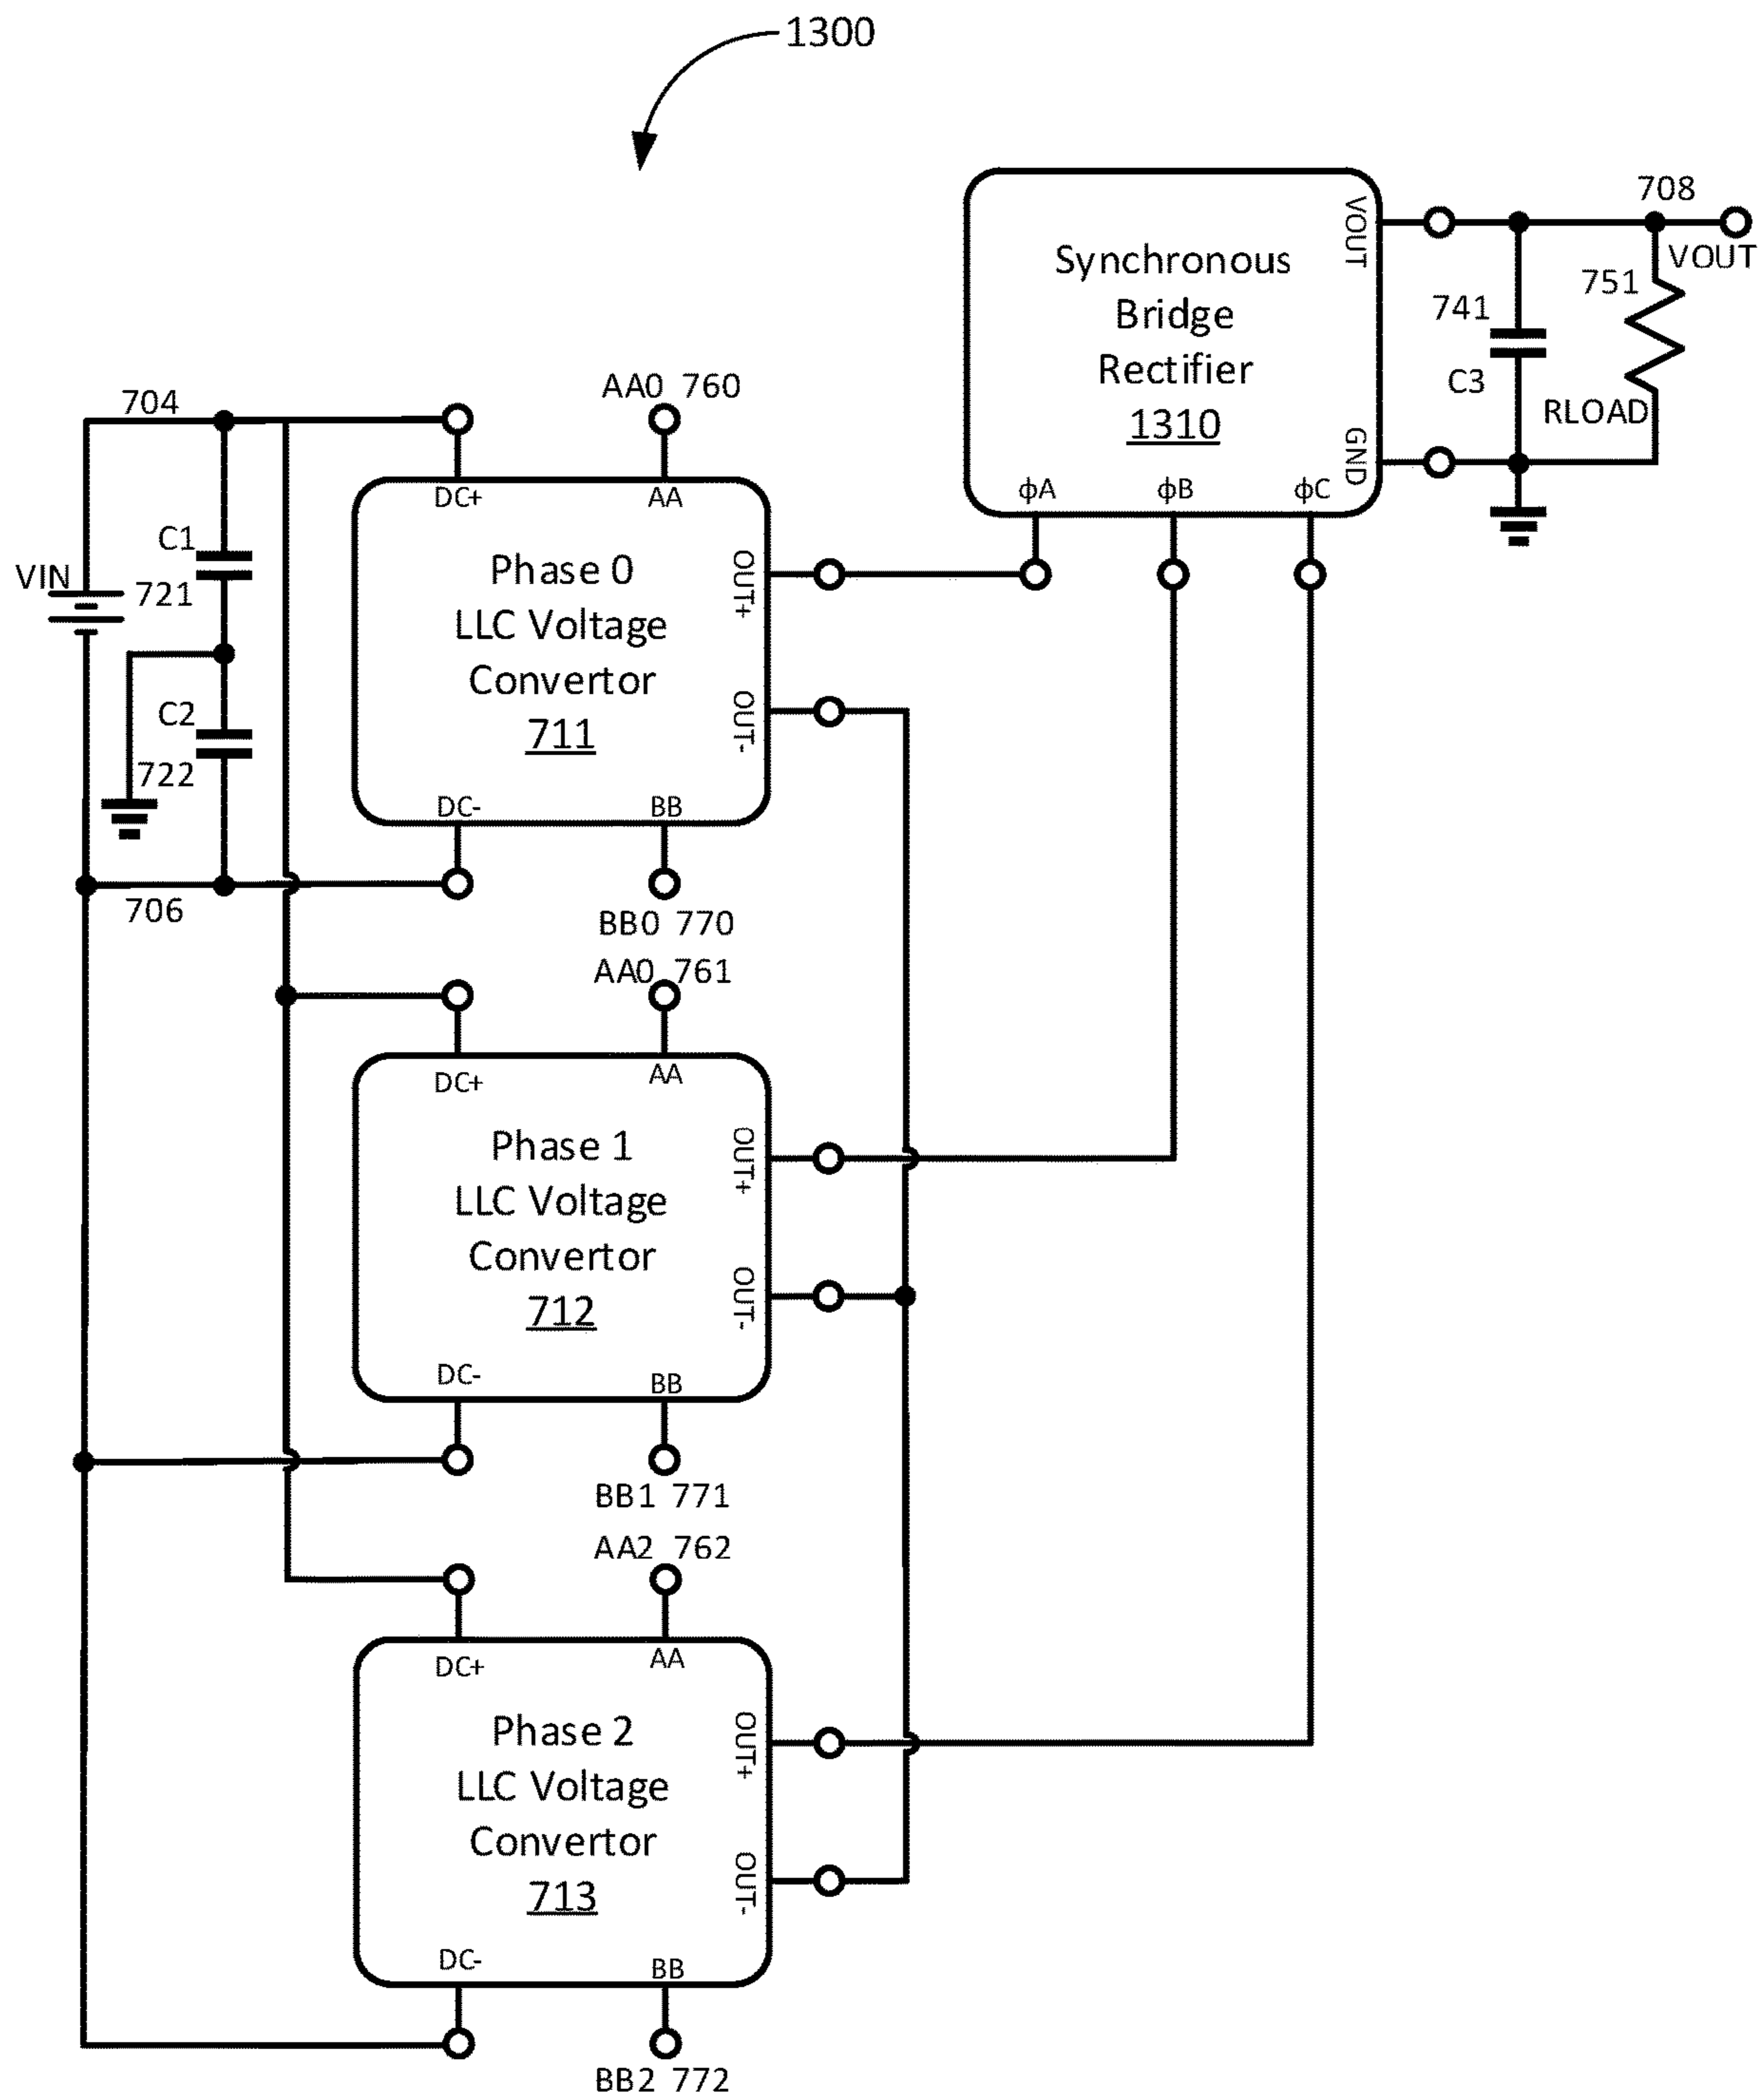 1300
708
VOUT
VOUT
Synchronous
Bridge
Rectifier
1310
GND
ϕA
ϕB
ϕC
741
C3
751
RLOAD
704
AA0 760
DC+
AA
C1
721
VIN
Phase 0
LLC Voltage
Convertor
711
OUT+
OUT-
C2
722
DC-
BB
706
BB0 770
AA0 761
DC+
AA
Phase 1
LLC Voltage
Convertor
712
OUT+
OUT-
DC-
BB
BB1 771
AA2 762
DC+
AA
Phase 2
LLC Voltage
Convertor
713
OUT+
OUT-
DC-
BB
BB2 772